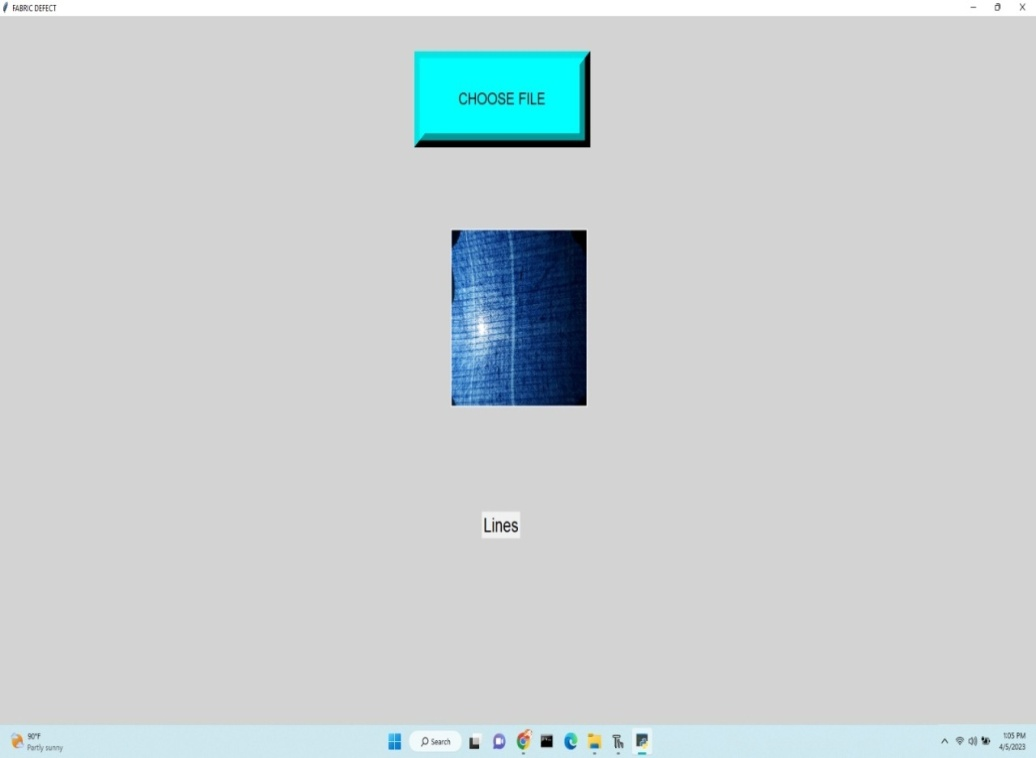 FABRIC DEFECT
CHOOSE FILE
Lines
90°F
Partly sunny
Search
1:05 PM
4/5/2023